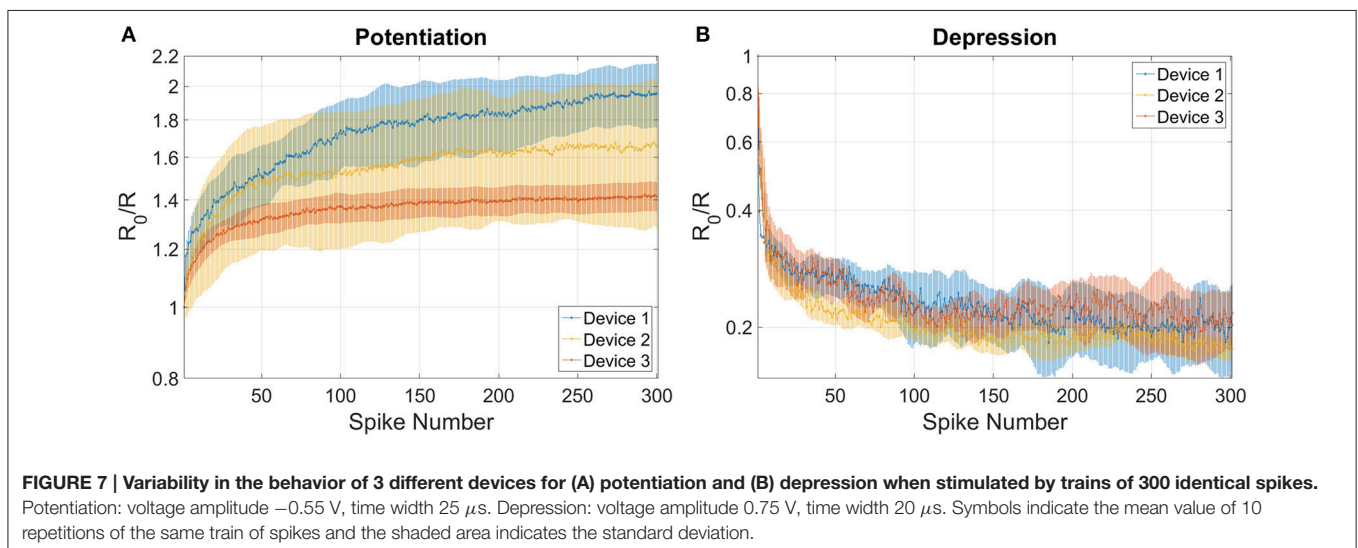 A
Potentiation
2.2
2
1.8
1.6
1.4
1.2
1
0.8
R0/R
50 100 150 200 250 300
Spike Number
Device 1
Device 2
Device 3
B
Depression
1
0.8
0.6
0.4
0.2
R0/R
50 100 150 200 250 300
Spike Number
Device 1
Device 2
Device 3
FIGURE 7 | Variability in the behavior of 3 different devices for (A) potentiation and (B) depression when stimulated by trains of 300 identical spikes.
Potentiation: voltage amplitude −0.55 V, time width 25 μs. Depression: voltage amplitude 0.75 V, time width 20 μs. Symbols indicate the mean value of 10
repetitions of the same train of spikes and the shaded area indicates the standard deviation.